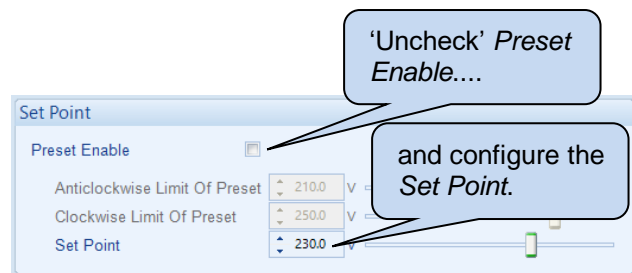 ‘Uncheck’ Preset
Enable....
Set Point
Preset Enable
and configure the
Set Point.
Anticlockwise Limit Of Preset 210.0 V
Clockwise Limit Of Preset 250.0 V
Set Point 230.0 V